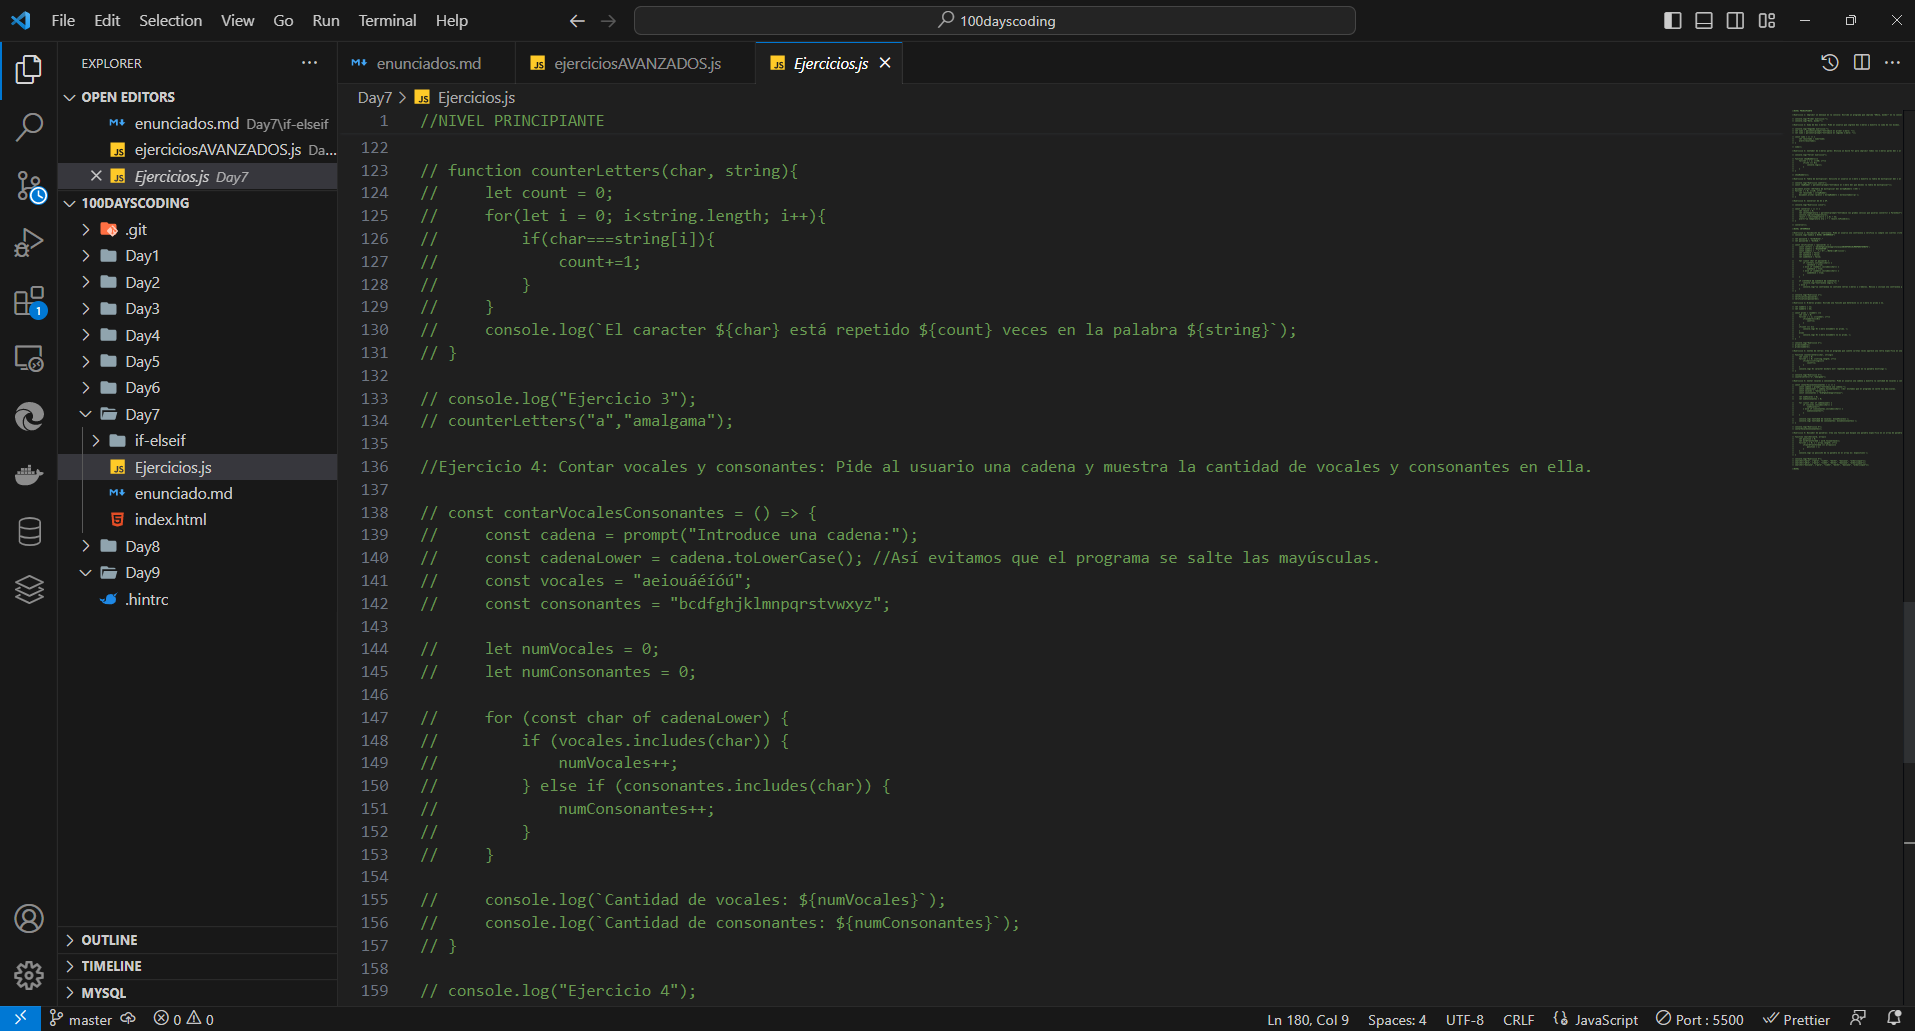 File Edit Selection View Go Run Terminal Help
100dayscoding
EXPLORER
OPEN EDITORS
enunciados.md Day7\if-elseif
ejerciciosAVANZADOS.js Da...
Ejercicios.js Day7
100DAYSCODING
.git
Day1
Day2
Day3
Day4
Day5
Day6
Day7
if-elseif
Ejercicios.js
enunciado.md
index.html
Day8
Day9
.hintrc
OUTLINE
TIMELINE
MYSQL
enunciados.md
ejerciciosAVANZADOS.js
Ejercicios.js
Day7 > Ejercicios.js
1 //NIVEL PRINCIPIANTE
122
123 // function counterLetters(char, string){
124 //     let count = 0;
125 //     for(let i = 0; i<string.length; i++){
126 //         if(char===string[i]){
127 //             count+=1;
128 //         }
129 //     }
130 //     console.log(`El caracter ${char} está repetido ${count} veces en la palabra ${string}`);
131 // }
132
133 // console.log("Ejercicio 3");
134 // counterLetters("a","amalgama");
135
136 //Ejercicio 4: Contar vocales y consonantes: Pide al usuario una cadena y muestra la cantidad de vocales y consonantes en ella.
137
138 // const contarVocalesConsonantes = () => {
139 //     const cadena = prompt("Introduce una cadena:");
140 //     const cadenaLower = cadena.toLowerCase(); //Así evitamos que el programa se salte las mayúsculas.
141 //     const vocales = "aeiouáéíóú";
142 //     const consonantes = "bcdfghjklmnpqrstvwxyz";
143
144 //     let numVocales = 0;
145 //     let numConsonantes = 0;
146
147 //     for (const char of cadenaLower) {
148 //         if (vocales.includes(char)) {
149 //             numVocales++;
150 //         } else if (consonantes.includes(char)) {
151 //             numConsonantes++;
152 //         }
153 //     }
154
155 //     console.log(`Cantidad de vocales: ${numVocales}`);
156 //     console.log(`Cantidad de consonantes: ${numConsonantes}`);
157 // }
158
159 // console.log("Ejercicio 4");
master 0 0 Ln 180, Col 9 Spaces: 4 UTF-8 CRLF JavaScript Port : 5500 Prettier